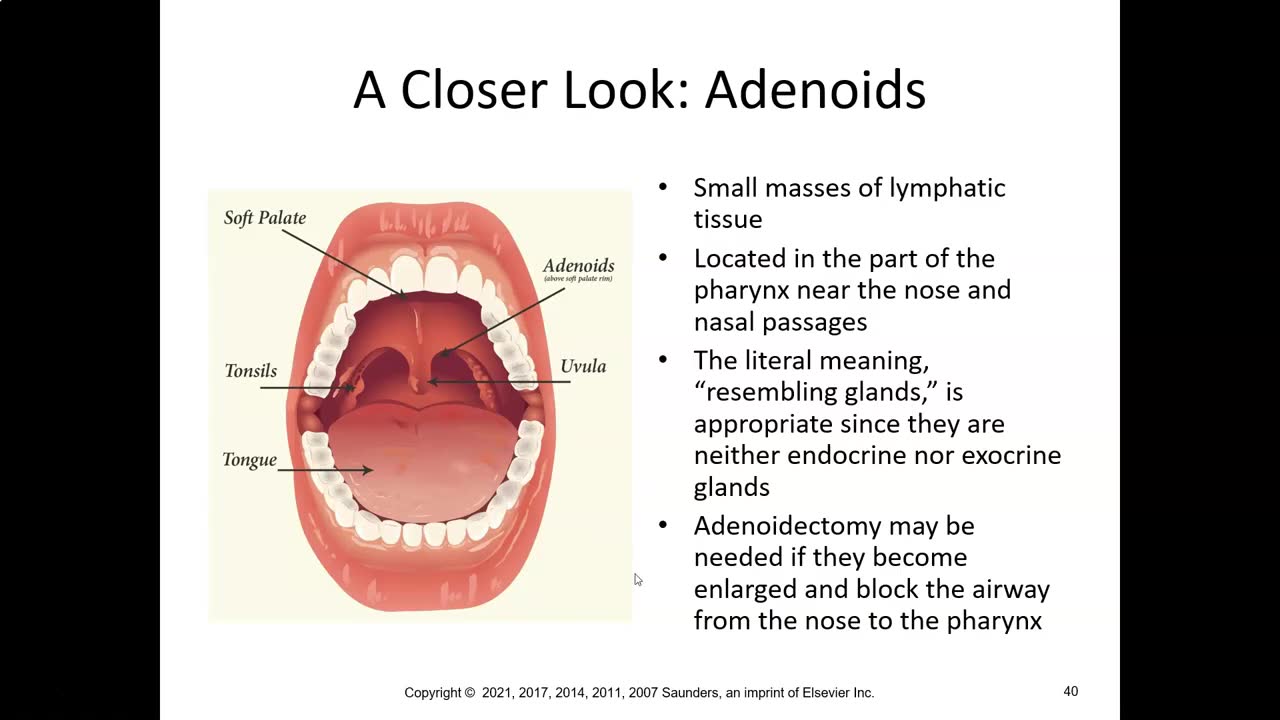 A Closer Look: Adenoids
Soft Palate
Adenoids
(above soft palate rim)
Tonsils
Uvula
Tongue
• Small masses of lymphatic
tissue
• Located in the part of the
pharynx near the nose and
nasal passages
• The literal meaning,
“resembling glands,” is
appropriate since they are
neither endocrine nor exocrine
glands
• Adenoidectomy may be
needed if they become
enlarged and block the airway
from the nose to the pharynx
Copyright © 2021, 2017, 2014, 2011, 2007 Saunders, an imprint of Elsevier Inc.
40